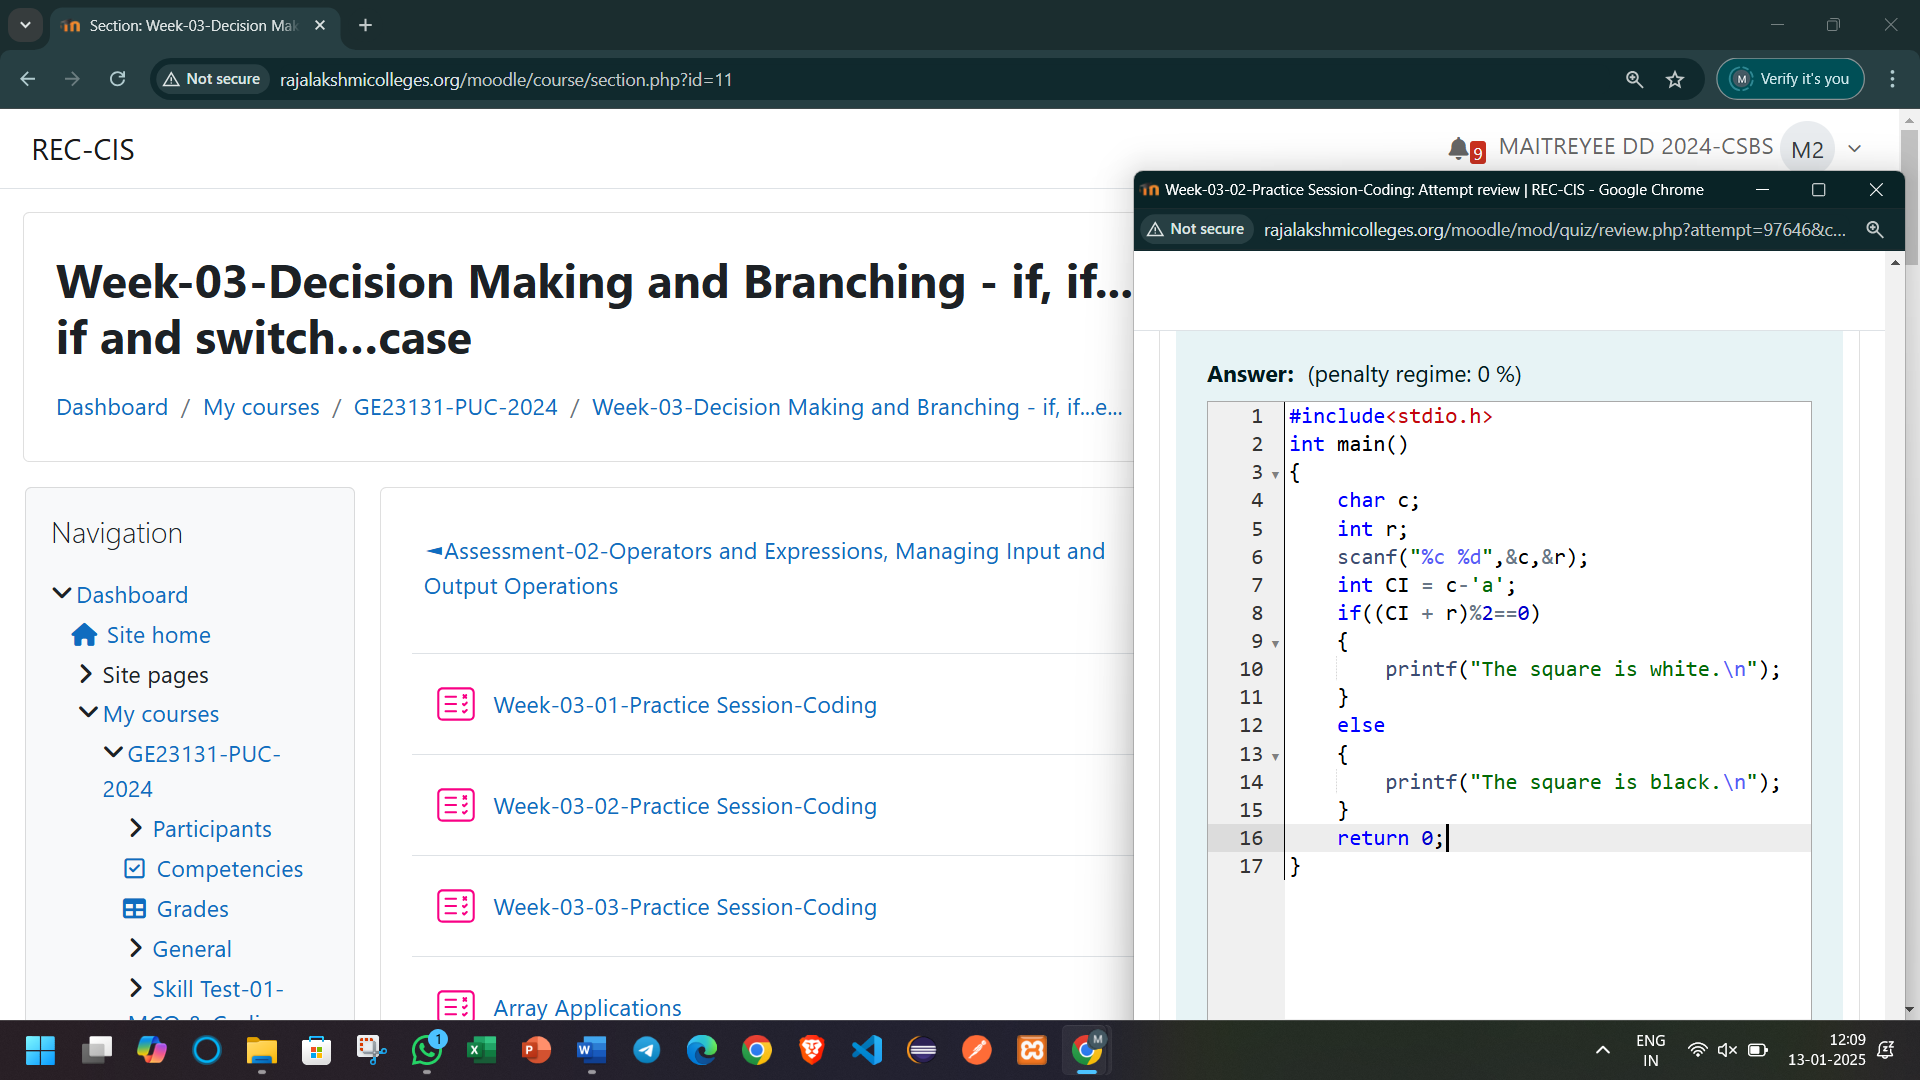 Section: Week-03-Decision Mak
Not secure
rajalakshmicolleges.org/moodle/course/section.php?id=11
M
Verify it's you
REC-CIS
9
MAITREYEE DD 2024-CSBS
M2
Week-03-Decision Making and Branching - if, if...
if and switch...case
Dashboard / My courses / GE23131-PUC-2024 / Week-03-Decision Making and Branching - if, if...e...
Navigation
Dashboard
Site home
Site pages
My courses
GE23131-PUC-
2024
Participants
Competencies
Grades
General
Skill Test-01-
◄Assessment-02-Operators and Expressions, Managing Input and
Output Operations
Week-03-01-Practice Session-Coding
Week-03-02-Practice Session-Coding
Week-03-03-Practice Session-Coding
Array Applications
Week-03-02-Practice Session-Coding: Attempt review | REC-CIS - Google Chrome
Not secure
rajalakshmicolleges.org/moodle/mod/quiz/review.php?attempt=97646&c...
Answer: (penalty regime: 0 %)
1 #include<stdio.h>
2 int main()
3 {
4 char c;
5 int r;
6 scanf("%c %d",&c,&r);
7 int CI = c-'a';
8 if((CI + r)%2==0)
9 {
10 printf("The square is white.\n");
11 }
12 else
13 {
14 printf("The square is black.\n");
15 }
16 return 0;
17 }
1
M
ENG
IN
12:09
13-01-2025